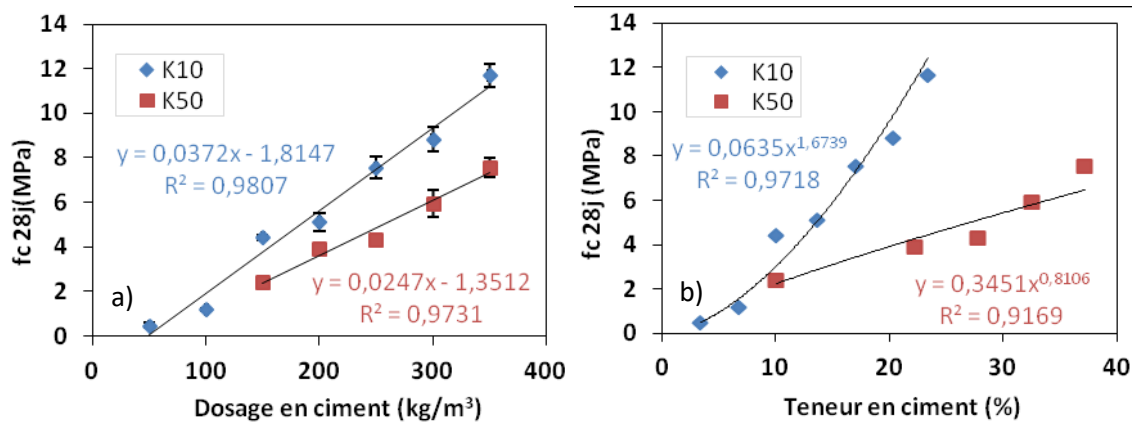 14
12
10
8
6
4
2
0
fc 28j(MPa)
K10
K50
y = 0,0372x - 1,8147
R² = 0,9807
y = 0,0247x - 1,3512
R² = 0,9731
a)
0 100 200 300 400
Dosage en ciment (kg/m³)
14
12
10
8
6
4
2
0
fc 28j (MPa)
K10
K50
y = 0,0635x^1,6739
R² = 0,9718
y = 0,3451x^0,8106
R² = 0,9169
b)
0 10 20 30 40
Teneur en ciment (%)